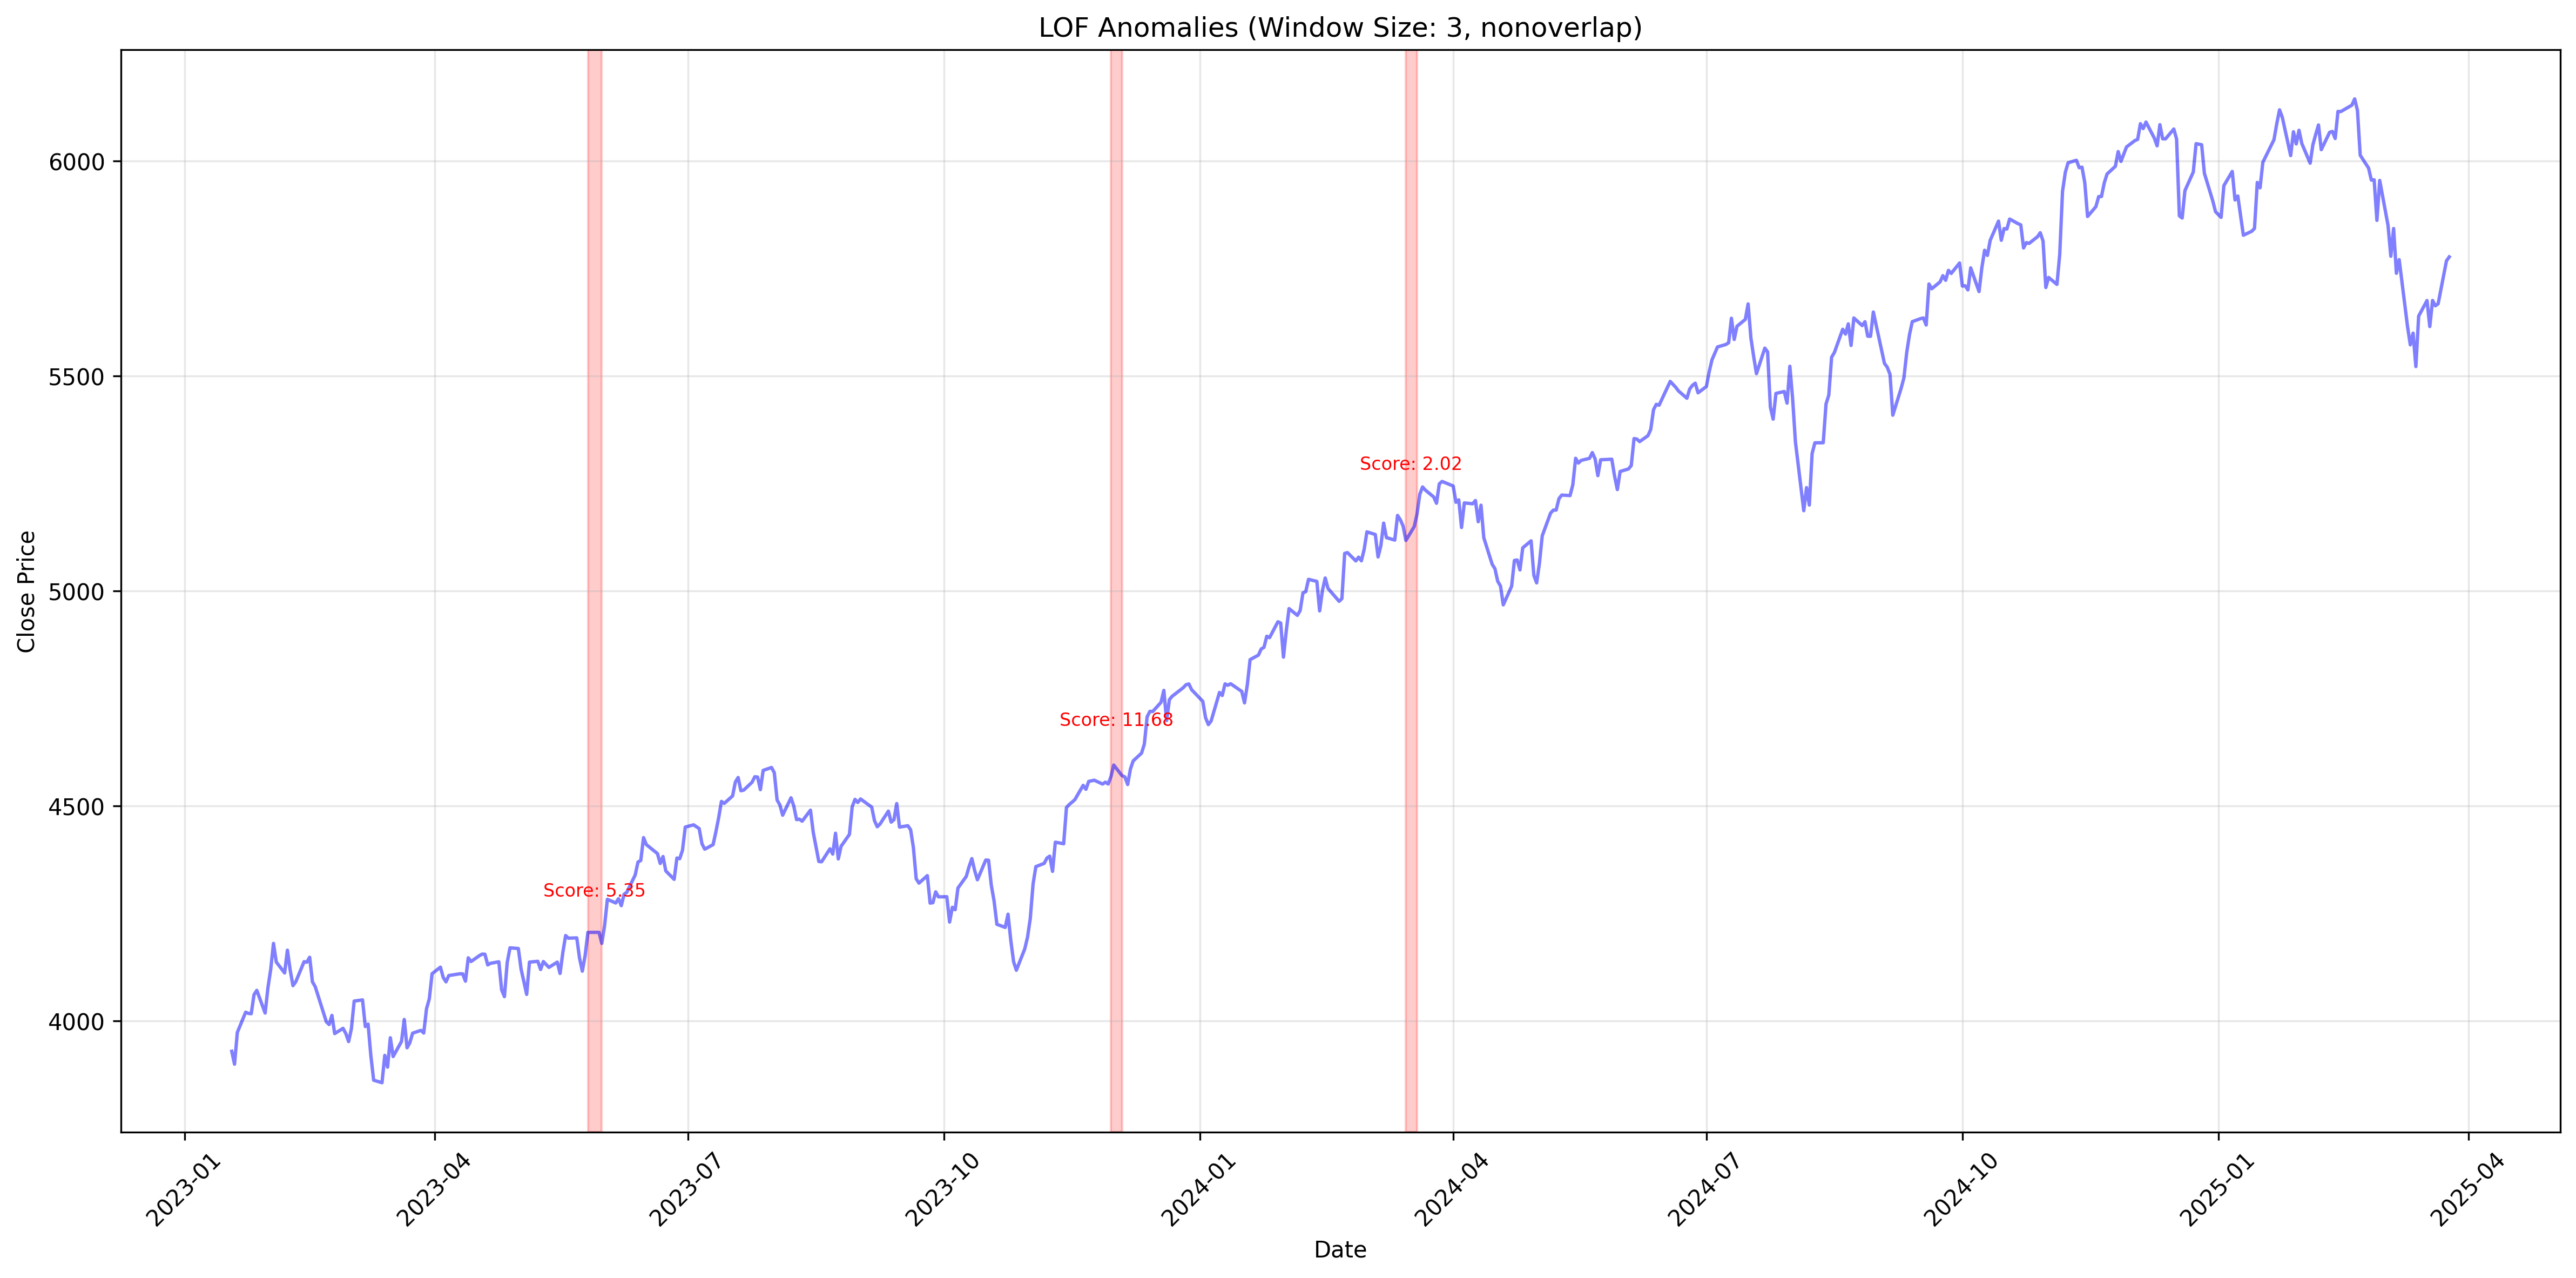 LOF Anomalies (Window Size: 3, nonoverlap)
Close Price
6000
5500
5000
4500
4000
Score: 2.02
Score: 11.68
Score: 5.35
2023-01
2023-04
2023-07
2023-10
2024-01
2024-04
2024-07
2024-10
2025-01
2025-04
Date